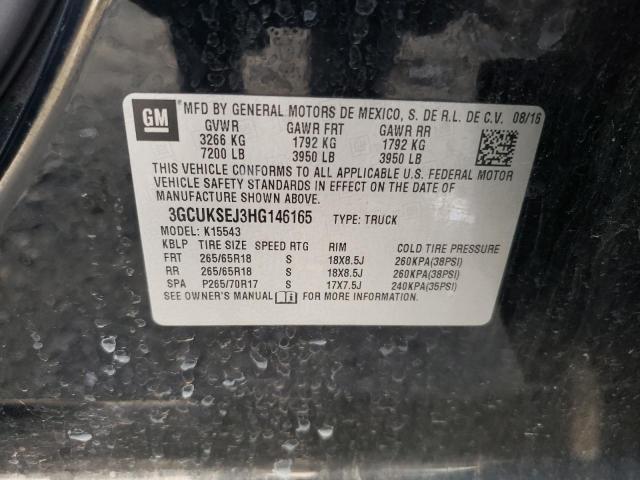 GM MFD BY GENERAL MOTORS DE MEXICO, S. DE R.L. DE C.V. 08/16
GVWR GAWR FRT GAWR RR
3266 KG 1792 KG 1792 KG
7200 LB 3950 LB 3950 LB
THIS VEHICLE CONFORMS TO ALL APPLICABLE U.S. FEDERAL MOTOR
VEHICLE SAFETY STANDARDS IN EFFECT ON THE DATE OF
MANUFACTURE SHOWN ABOVE.
3GCUKSEJ3HG146165 TYPE: TRUCK
MODEL: K15543
KBLP TIRE SIZE SPEED RTG RIM COLD TIRE PRESSURE
FRT 265/65R18 S 18X8.5J 260KPA(38PSI)
RR 265/65R18 S 18X8.5J 260KPA(38PSI)
SPA P265/70R17 S 17X7.5J 240KPA(35PSI)
SEE OWNER'S MANUAL FOR MORE INFORMATION.